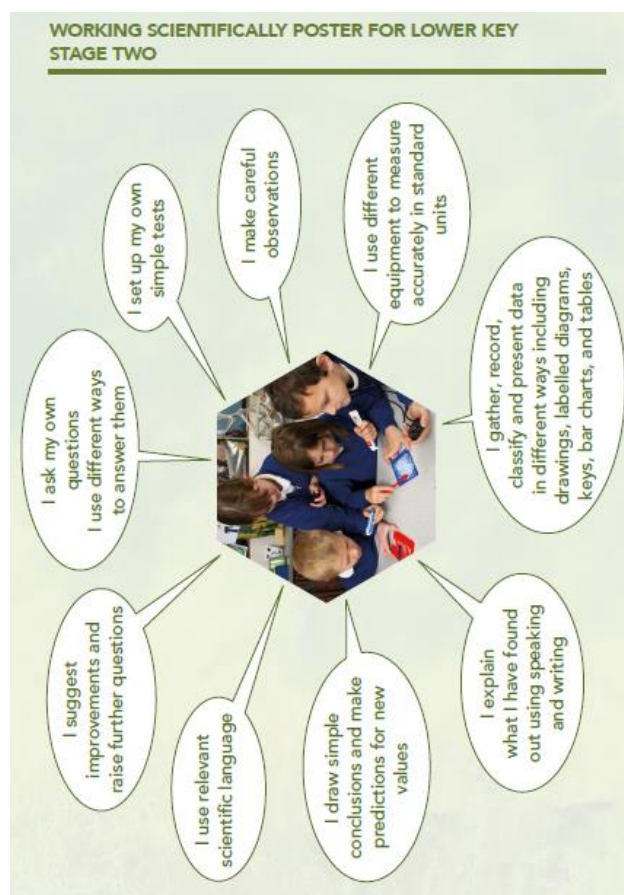 WORKING SCIENTIFICALLY POSTER FOR LOWER KEY
STAGE TWO
I ask my own
questions
I use different ways
to answer them
I set up my own
simple tests
I make careful
observations
I use different
equipment to measure
accurately in standard
units
I gather, record,
classify and present data
in different ways including
drawings, labelled diagrams,
keys, bar charts, and tables
I explain
what I have found
out using speaking
and writing
I draw simple
conclusions and make
predictions for new
values
I use relevant
scientific language
I suggest
improvements and
raise further questions